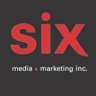 six
media + marketing inc.